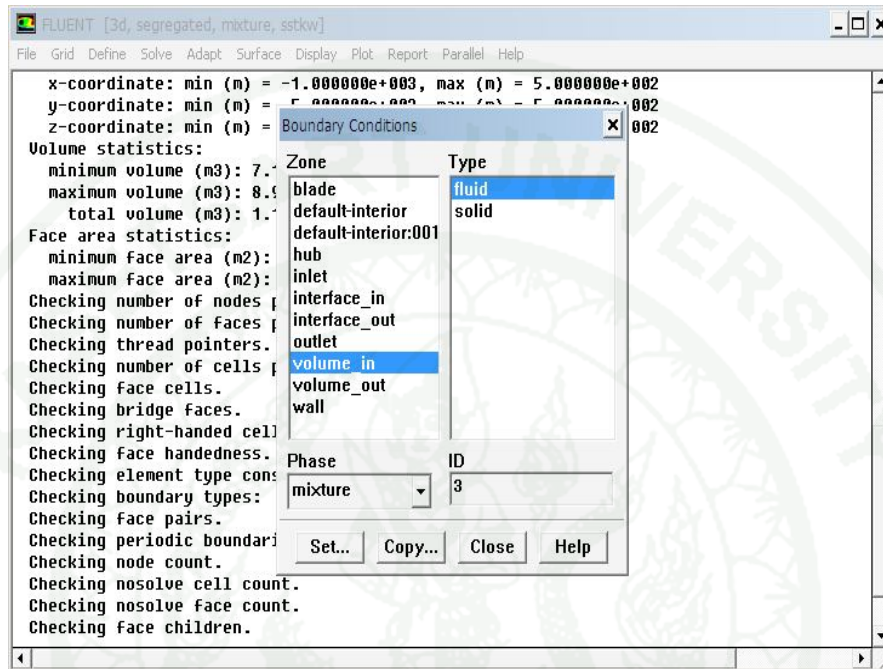 FLUENT [3d, segregated, mixture, sstkw]
File Grid Define Solve Adapt Surface Display Plot Report Parallel Help
x-coordinate: min (m) = -1.000000e+003, max (m) = 5.000000e+002
y-coordinate: min (m) =
z-coordinate: min (m) = 002
Volume statistics:
minimum volume (m3): 7.
maximum volume (m3): 8.9
total volume (m3): 1.
Face area statistics:
minimum face area (m2):
maximum face area (m2):
Checking number of nodes p
Checking number of faces p
Checking thread pointers.
Checking number of cells p
Checking face cells.
Checking bridge faces.
Checking right-handed cell
Checking face handedness.
Checking element type cons
Checking boundary types:
Checking face pairs.
Checking periodic boundari
Checking node count.
Checking nosolve cell count.
Checking nosolve face count.
Checking face children.
Boundary Conditions
Zone
blade
default-interior
default-interior:001
hub
inlet
interface_in
interface_out
outlet
volume_in
volume_out
wall
Type
fluid
solid
Phase
mixture
ID
3
Set... Copy... Close Help